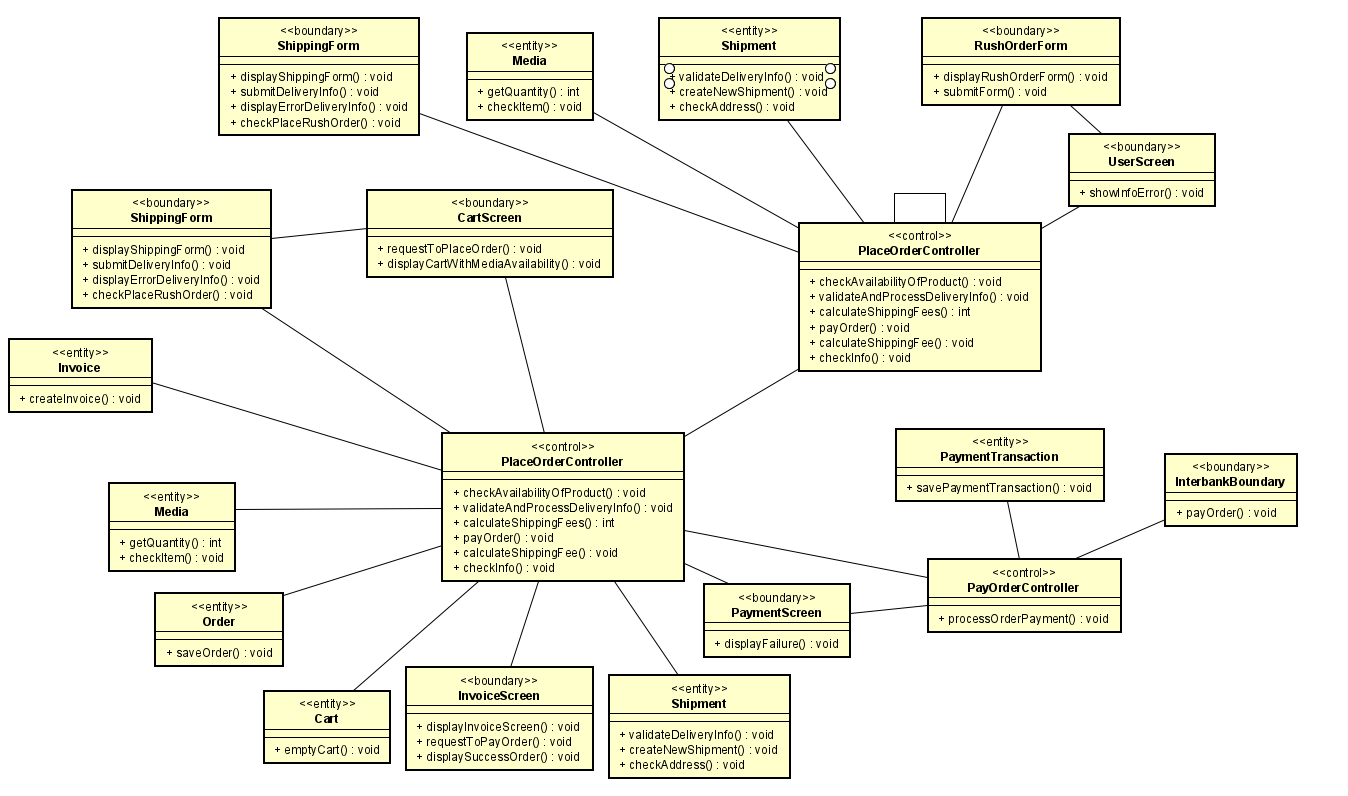 <<boundary>>
ShippingForm
+ displayShippingForm() : void
+ submitDeliveryInfo() : void
+ displayErrorDeliveryInfo() : void
+ checkPlaceRushOrder() : void
<<entity>>
Media
+ getQuantity() : int
+ checkItem() : void
<<entity>>
Shipment
+ validateDeliveryInfo() : void
+ createNewShipment() : void
+ checkAddress() : void
<<boundary>>
RushOrderForm
+ displayRushOrderForm() : void
+ submitForm() : void
<<boundary>>
UserScreen
+ showInfoError() : void
<<boundary>>
ShippingForm
+ displayShippingForm() : void
+ submitDeliveryInfo() : void
+ displayErrorDeliveryInfo() : void
+ checkPlaceRushOrder() : void
<<boundary>>
CartScreen
+ requestToPlaceOrder() : void
+ displayCartWithMediaAvailability() : void
<<control>>
PlaceOrderController
+ checkAvailabilityOfProduct() : void
+ validateAndProcessDeliveryInfo() : void
+ calculateShippingFees() : int
+ payOrder() : void
+ calculateShippingFee() : void
+ checkInfo() : void
<<entity>>
Invoice
+ createInvoice() : void
<<control>>
PlaceOrderController
+ checkAvailabilityOfProduct() : void
+ validateAndProcessDeliveryInfo() : void
+ calculateShippingFees() : int
+ payOrder() : void
+ calculateShippingFee() : void
+ checkInfo() : void
<<entity>>
PaymentTransaction
+ savePaymentTransaction() : void
<<boundary>>
InterbankBoundary
+ payOrder() : void
<<entity>>
Media
+ getQuantity() : int
+ checkItem() : void
<<control>>
PayOrderController
+ processOrderPayment() : void
<<boundary>>
PaymentScreen
+ displayFailure() : void
<<entity>>
Order
+ saveOrder() : void
<<entity>>
Cart
+ emptyCart() : void
<<boundary>>
InvoiceScreen
+ displayInvoiceScreen() : void
+ requestToPayOrder() : void
+ displaySuccessOrder() : void
<<entity>>
Shipment
+ validateDeliveryInfo() : void
+ createNewShipment() : void
+ checkAddress() : void